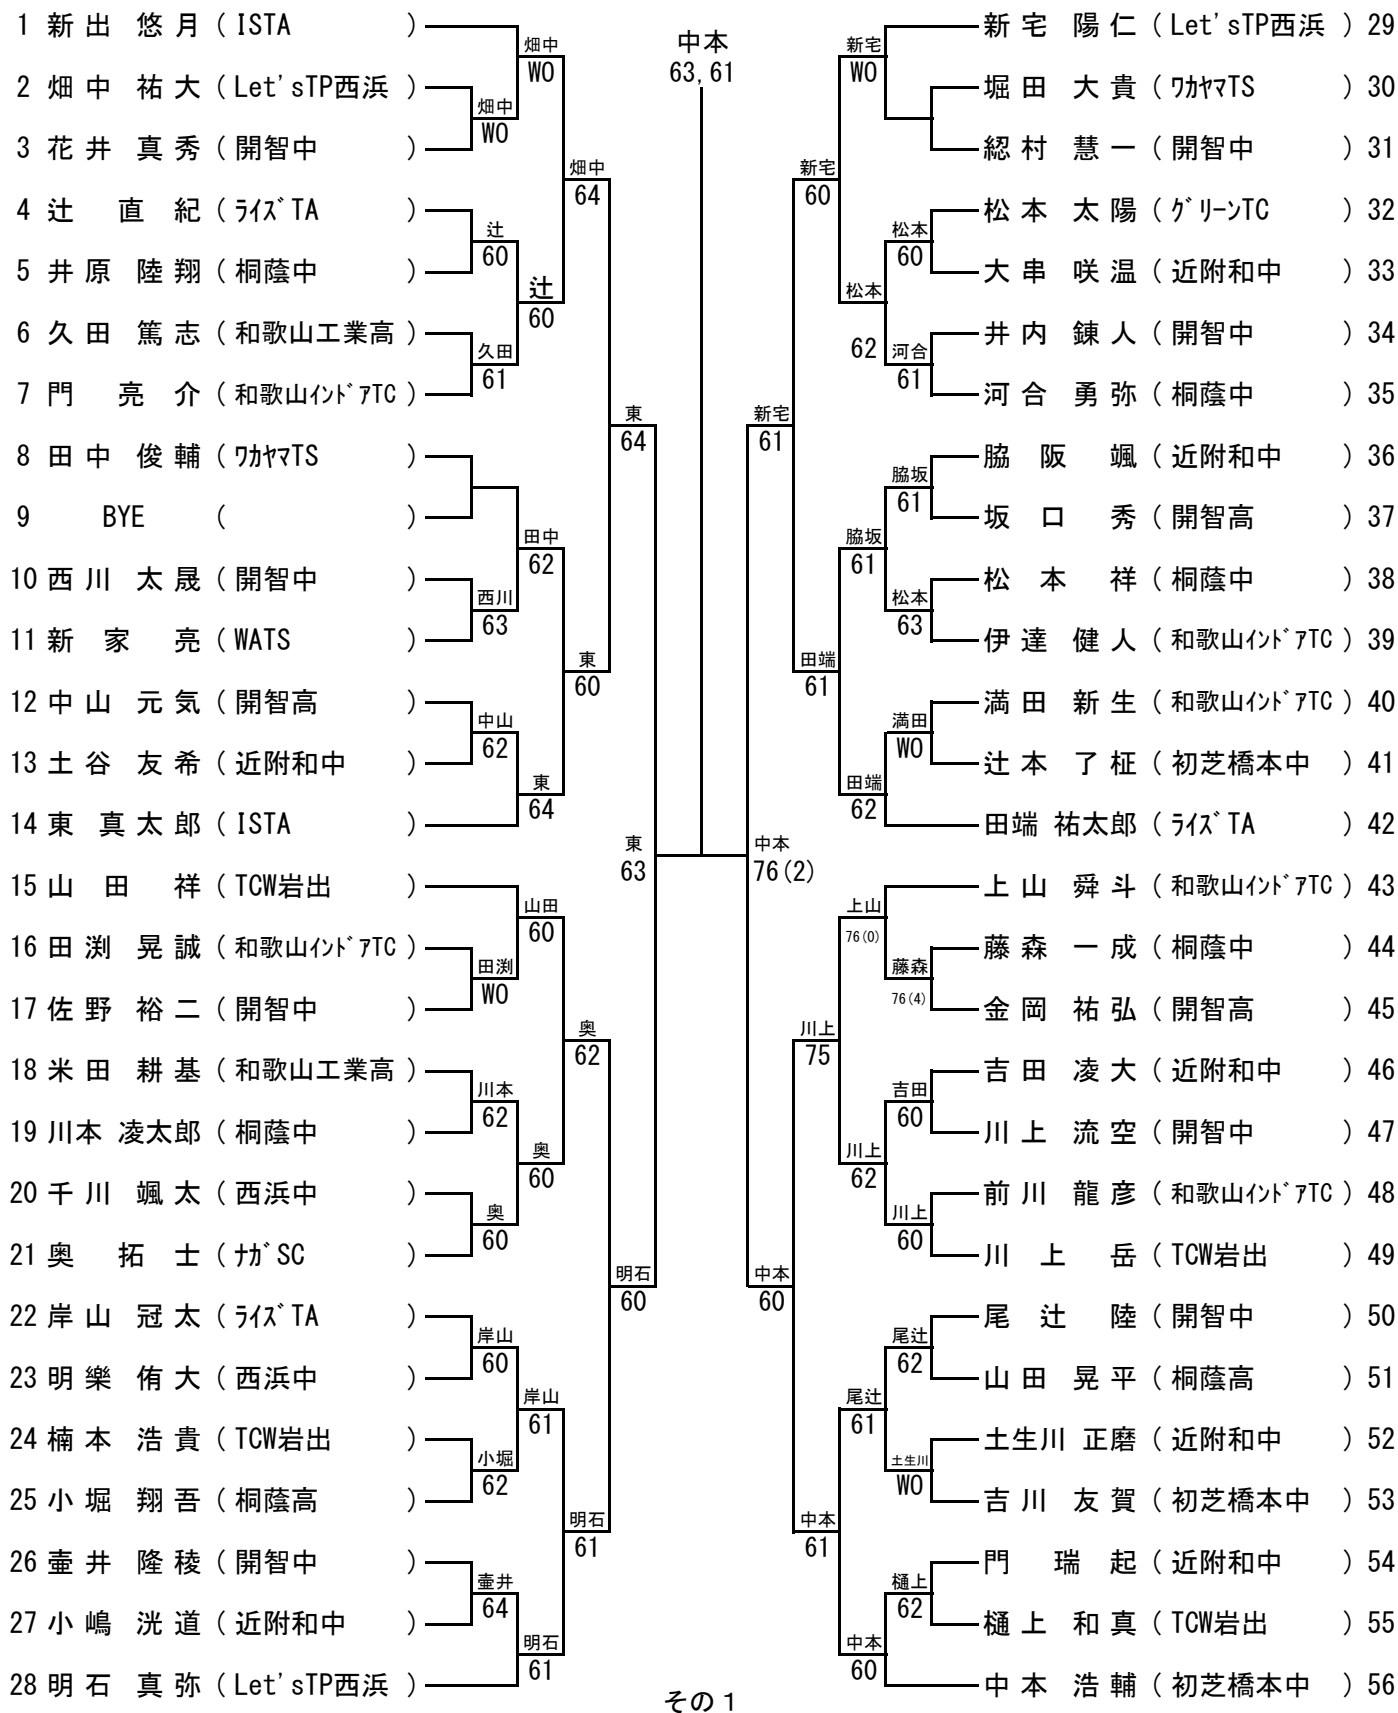 1 新出 悠月 ( ISTA )
2 畑中 祐大 ( Let'sTP西浜 )
3 花井 真秀 ( 開智中 )
4 辻 直紀 ( ﾗｲｽﾞTA )
5 井原 陸翔 ( 桐蔭中 )
6 久田 篤志 ( 和歌山工業高 )
7 門 亮介 ( 和歌山ｲﾝﾄﾞｱTC )
8 田中 俊輔 ( ﾜｶﾔﾏTS )
9 BYE ( )
10 西川 太晟 ( 開智中 )
11 新家 亮 ( WATS )
12 中山 元気 ( 開智高 )
13 土谷 友希 ( 近附和中 )
14 東 真太郎 ( ISTA )
15 山田 祥 ( TCW岩出 )
16 田渕 晃誠 ( 和歌山ｲﾝﾄﾞｱTC )
17 佐野 裕二 ( 開智中 )
18 米田 耕基 ( 和歌山工業高 )
19 川本 凌太郎 ( 桐蔭中 )
20 千川 颯太 ( 西浜中 )
21 奥 拓士 ( ﾅｶﾞSC )
22 岸山 冠太 ( ﾗｲｽﾞTA )
23 明樂 侑大 ( 西浜中 )
24 楠本 浩貴 ( TCW岩出 )
25 小堀 翔吾 ( 桐蔭高 )
26 壷井 隆稜 ( 開智中 )
27 小嶋 洸道 ( 近附和中 )
28 明石 真弥 ( Let'sTP西浜 )
畑中
WO
辻
60
久田
61
西川
63
中山
62
田渕
WO
川本
62
奥
60
岸山
60
小堀
62
壷井
64
畑中
WO
辻
60
田中
62
東
64
山田
60
奥
60
岸山
61
明石
61
畑中
64
東
60
奥
62
明石
61
東
64
明石
60
東
63
中本
63,61
中本
76(2)
新宅
61
中本
60
新宅
60
田端
61
川上
75
中本
61
新宅
WO
松本
62
脇坂
61
田端
62
上山
76(0)
川上
62
尾辻
61
中本
60
松本
60
河合
61
脇坂
61
松本
63
満田
WO
藤森
76(4)
吉田
60
川上
60
尾辻
62
土生川
WO
樋上
62
新宅 陽仁 ( Let'sTP西浜 ) 29
堀田 大貴 ( ﾜｶﾔﾏTS ) 30
綛村 慧一 ( 開智中 ) 31
松本 太陽 ( ｸﾞﾘｰﾝTC ) 32
大串 咲温 ( 近附和中 ) 33
井内 錬人 ( 開智中 ) 34
河合 勇弥 ( 桐蔭中 ) 35
脇阪 颯 ( 近附和中 ) 36
坂口 秀 ( 開智高 ) 37
松本 祥 ( 桐蔭中 ) 38
伊達 健人 ( 和歌山ｲﾝﾄﾞｱTC ) 39
満田 新生 ( 和歌山ｲﾝﾄﾞｱTC ) 40
辻本 了柾 ( 初芝橋本中 ) 41
田端 祐太郎 ( ﾗｲｽﾞTA ) 42
上山 舜斗 ( 和歌山ｲﾝﾄﾞｱTC ) 43
藤森 一成 ( 桐蔭中 ) 44
金岡 祐弘 ( 開智高 ) 45
吉田 凌大 ( 近附和中 ) 46
川上 流空 ( 開智中 ) 47
前川 龍彦 ( 和歌山ｲﾝﾄﾞｱTC ) 48
川上 岳 ( TCW岩出 ) 49
尾辻 陸 ( 開智中 ) 50
山田 晃平 ( 桐蔭高 ) 51
土生川 正磨 ( 近附和中 ) 52
吉川 友賀 ( 初芝橋本中 ) 53
門 瑞起 ( 近附和中 ) 54
樋上 和真 ( TCW岩出 ) 55
中本 浩輔 ( 初芝橋本中 ) 56
その1